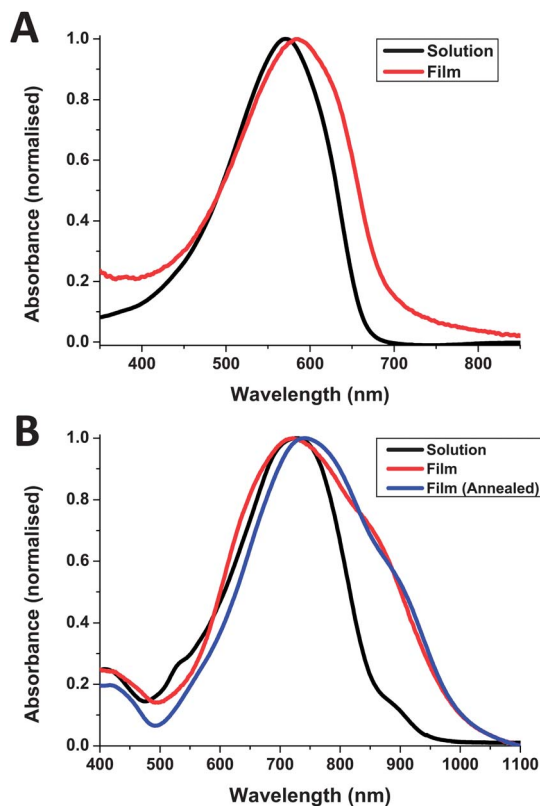 A
Absorbance (normalised)
1.0
0.8
0.6
0.4
0.2
0.0
Solution
Film
400 500 600 700 800
Wavelength (nm)
B
Absorbance (normalised)
1.0
0.8
0.6
0.4
0.2
0.0
Solution
Film
Film (Annealed)
400 500 600 700 800 900 1000 1100
Wavelength (nm)